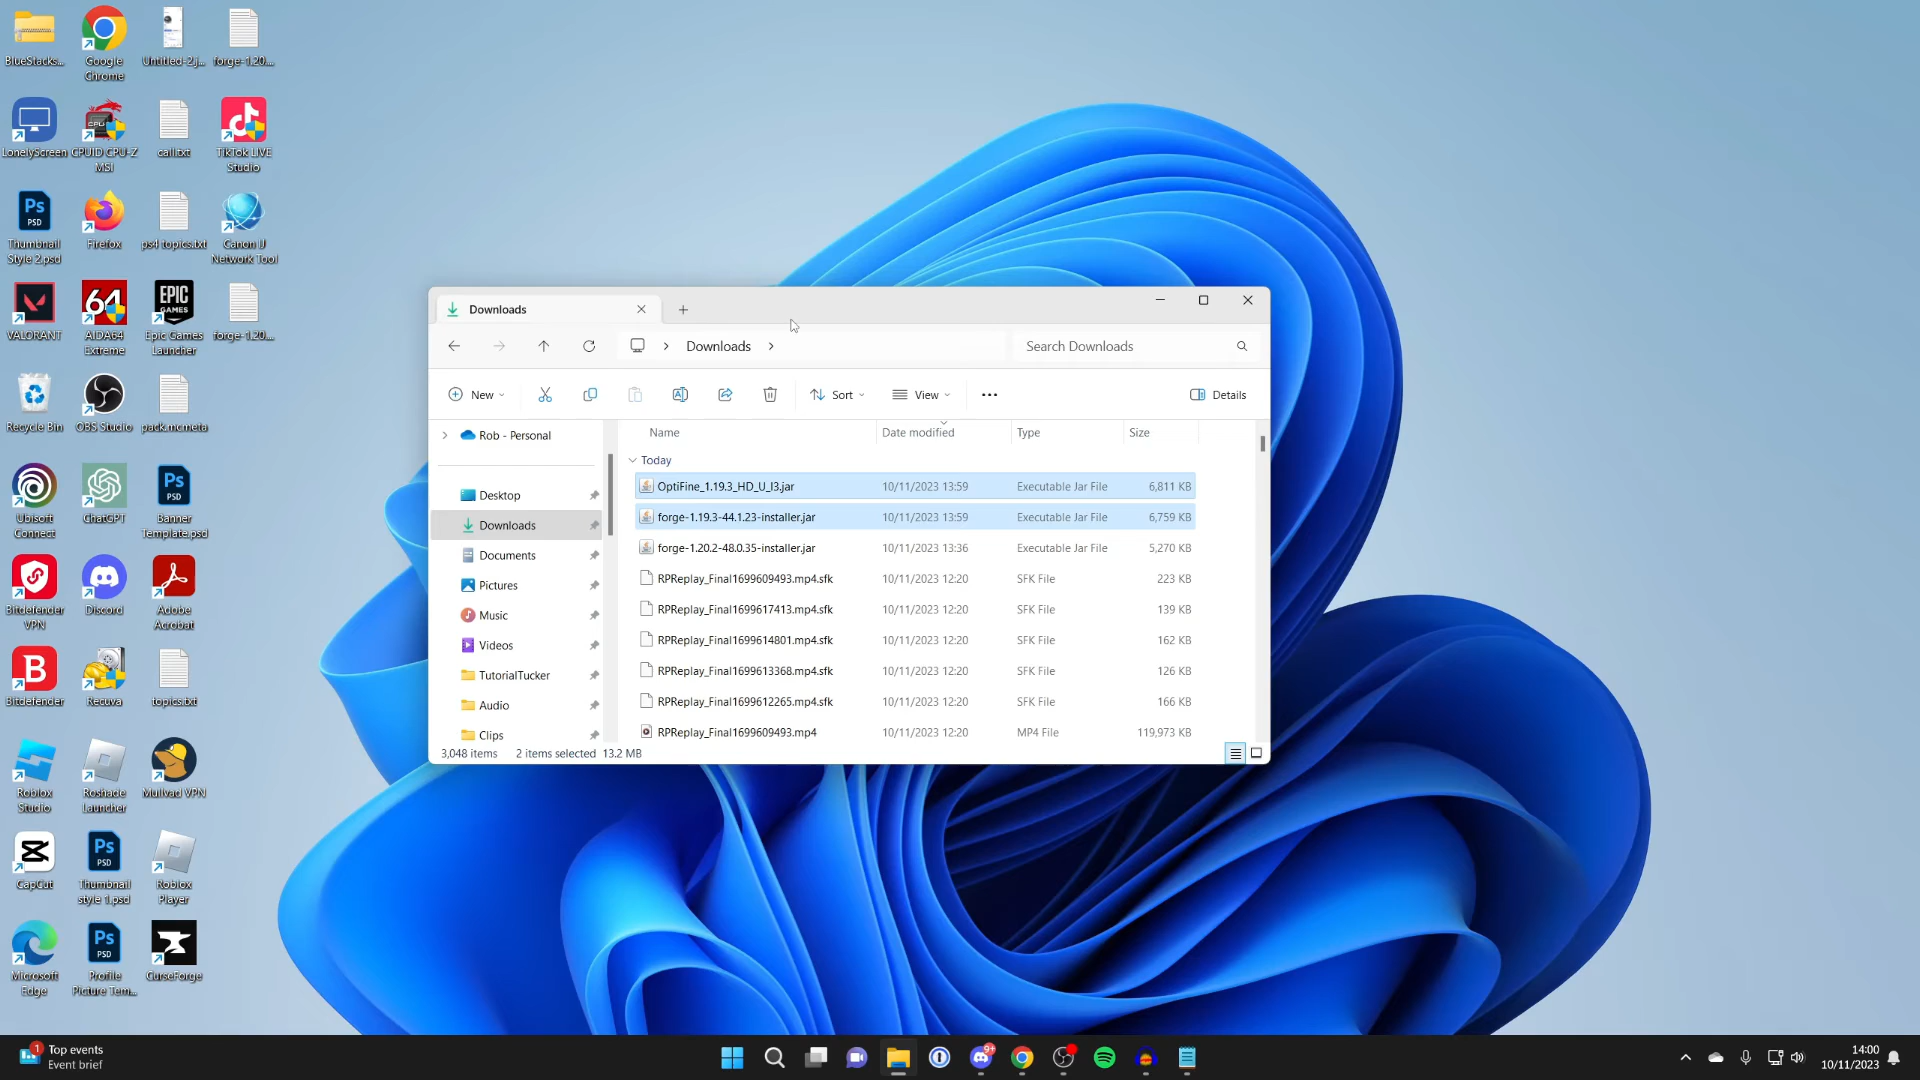 BlueStacks...
Google
Chrome
Untitled-2.j...
forge-1.20....
LonelyScreen
CPUID CPU-Z
MSI
call.txt
TikTok LIVE
Studio
Thumbnail
Style 2.psd
Firefox
ps4 topics.txt
Canon IJ
Network Tool
VALORANT
AIDA64
Extreme
Epic Games
Launcher
forge-1.20....
Recycle Bin
OBS Studio
pack.mcmeta
Ubisoft
Connect
ChatGPT
Banner
Template.psd
Bitdefender
VPN
Discord
Adobe
Acrobat
Bitdefender
Recuva
topics.txt
Roblox
Studio
Roshade
Launcher
Mullvad VPN
CapCut
Thumbnail
style 1.psd
Roblox
Player
Microsoft
Edge
Profile
Picture Tem...
CurseForge
Downloads
Downloads
Search Downloads
New
Sort
View
Details
Rob - Personal
Desktop
Downloads
Documents
Pictures
Music
Videos
TutorialTucker
Audio
Clips
Name Date modified Type Size
Today
OptiFine_1.19.3_HD_U_I3.jar 10/11/2023 13:59 Executable Jar File 6,811 KB
forge-1.19.3-44.1.23-installer.jar 10/11/2023 13:59 Executable Jar File 6,759 KB
forge-1.20.2-48.0.35-installer.jar 10/11/2023 13:36 Executable Jar File 5,270 KB
RPReplay_Final1699609493.mp4.sfk 10/11/2023 12:20 SFK File 223 KB
RPReplay_Final1699617413.mp4.sfk 10/11/2023 12:20 SFK File 139 KB
RPReplay_Final1699614801.mp4.sfk 10/11/2023 12:20 SFK File 162 KB
RPReplay_Final1699613368.mp4.sfk 10/11/2023 12:20 SFK File 126 KB
RPReplay_Final1699612265.mp4.sfk 10/11/2023 12:20 SFK File 166 KB
RPReplay_Final1699609493.mp4 10/11/2023 12:20 MP4 File 119,973 KB
3,048 items 2 items selected 13.2 MB
1
Top events
Event brief
9+
14:00
10/11/2023